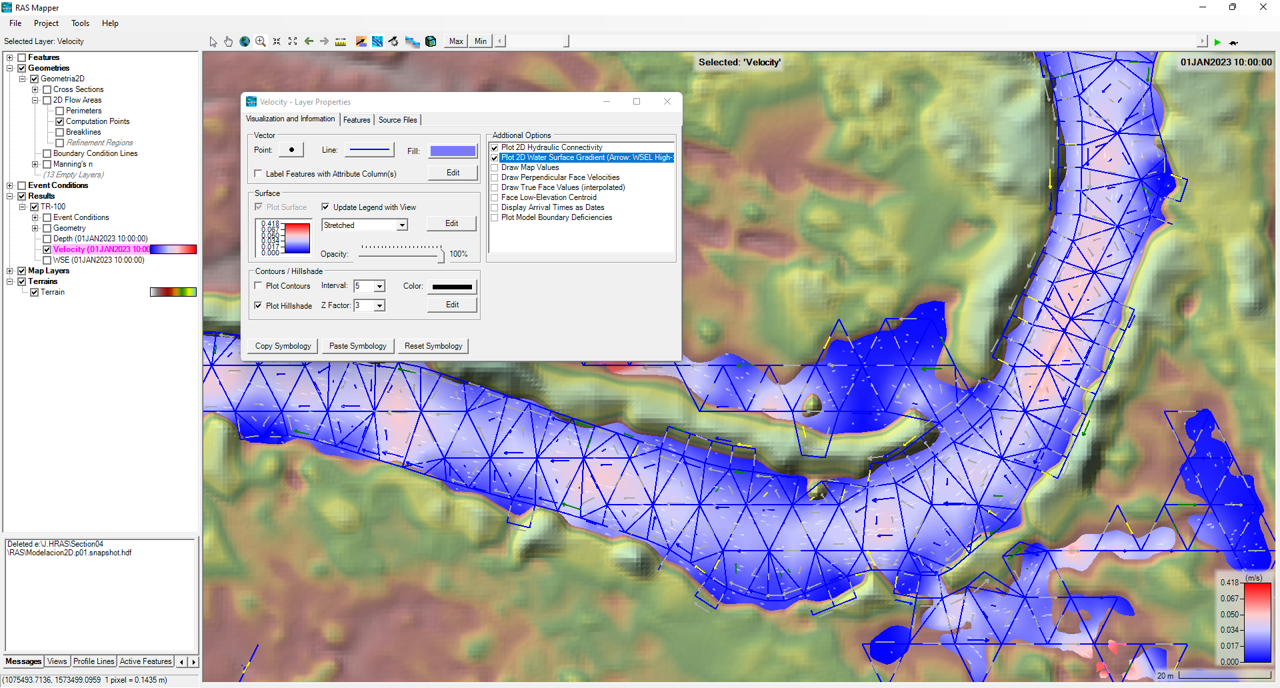 RAS Mapper
File Project Tools Help
Selected Layer: Velocity
Max Min
Features
Geometries
Geometria2D
Cross Sections
2D Flow Areas
Perimeters
Computation Points
Breaklines
Refinement Regions
Boundary Condition Lines
Manning's n
(13 Empty Layers)
Event Conditions
Results
TR-100
Event Conditions
Geometry
Depth (01JAN2023 10:00:00)
Velocity (01JAN2023 10:00
WSE (01JAN2023 10:00:00)
Map Layers
Terrains
Terrain
Deleted e:\J.HRAS\Section04
\RAS\Modelacion2D.p01.snapshot.hdf
Messages Views Profile Lines Active Features
(1075493.7136, 1573499.0959 1 pixel = 0.1435 m)
Selected: 'Velocity'
01JAN2023 10:00:00
Velocity - Layer Properties
Visualization and Information Features Source Files
Vector
Point: Line: Fill:
Label Features with Attribute Column(s) Edit
Surface
Plot Surface Update Legend with View
0.418
0.067
0.050
0.034
0.017
0.000
Stretched Edit
Opacity: 100%
Contours / Hillshade
Plot Contours Interval: 5 Color:
Plot Hillshade Z Factor: 3 Edit
Copy Symbology Paste Symbology Reset Symbology
Additional Options
Plot 2D Hydraulic Connectivity
Plot 2D Water Surface Gradient (Arrow: WSEL High-
Draw Map Values
Draw Perpendicular Face Velocities
Draw True Face Values (interpolated)
Face Low-Elevation Centroid
Display Arrival Times as Dates
Plot Model Boundary Deficiencies
(m/s)
0.418
0.067
0.050
0.034
0.017
0.000
20 m